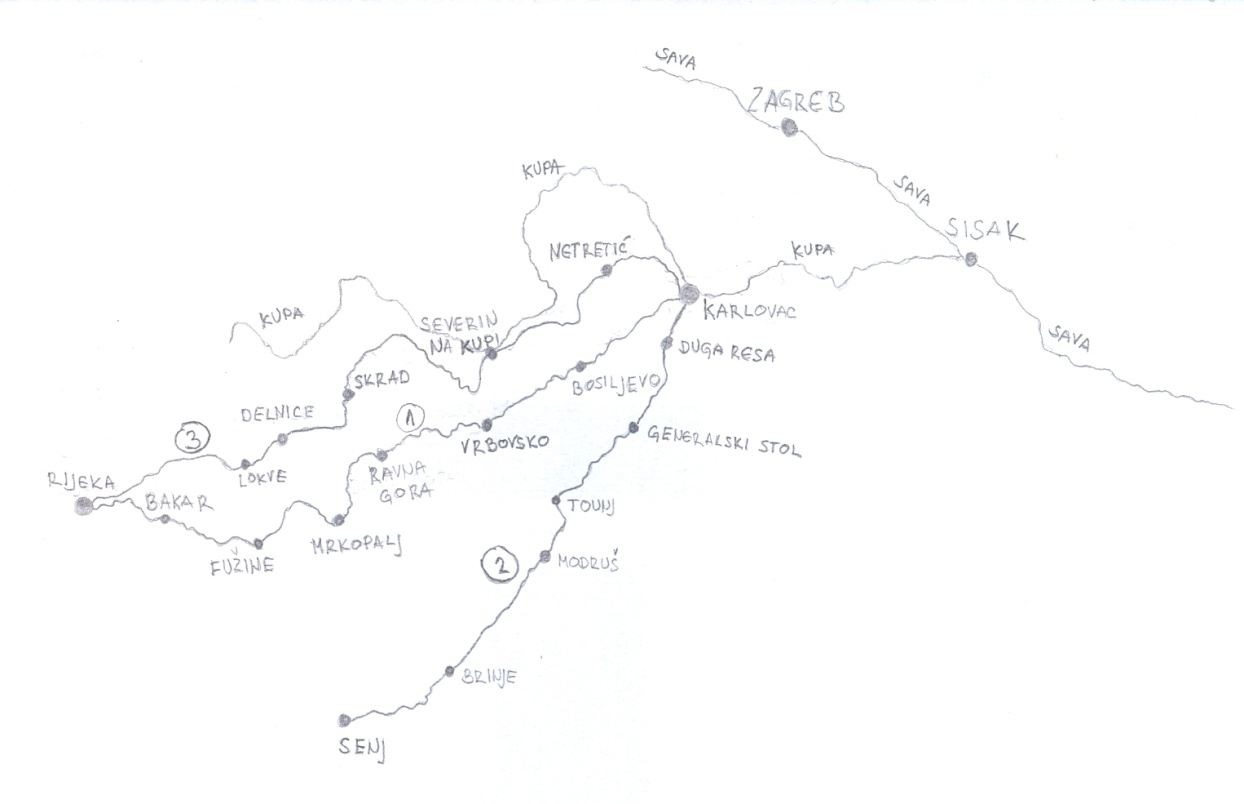 SAVA
ZAGREB
KUPA
SAVA
SISAK
NETRETIĆ
KUPA
KUPA
SEVERIN
NA KUPI
KARLOVAC
SAVA
DUGA RESA
SKRAD
BOSILJEVO
DELNICE
1
3
VRBOVSKO
GENERALSKI STOL
RIJEKA
LOKVE
RAVNA
GORA
BAKAR
TOUNJ
MRKOPALJ
FUŽINE
2
MODRUŠ
BRINJE
SENJ